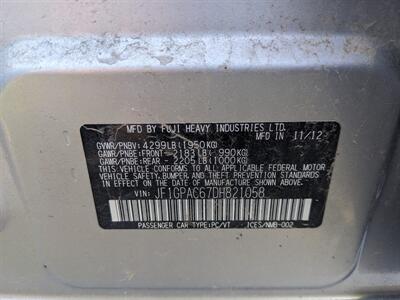 MFD BY FUJI HEAVY INDUSTRIES LTD.
MFD IN 11/12
GVWR/PNBV: 4299LB(1950KG)
GAWR/PNBE:FRONT - 2183LB( 990KG)
GAWR/PNBE:REAR - 2205LB(1000KG)
THIS VEHICLE CONFORMS TO ALL APPLICABLE
FEDERAL MOTOR VEHICLE SAFETY, BUMPER,
AND THEFT PREVENTION STANDARDS IN EFFECT ON
THE DATE OF MANUFACTURE SHOWN ABOVE.
JF1GPAC67DH821058
PASSENGER CAR TYPE:PC/VT ICES/NMB-002